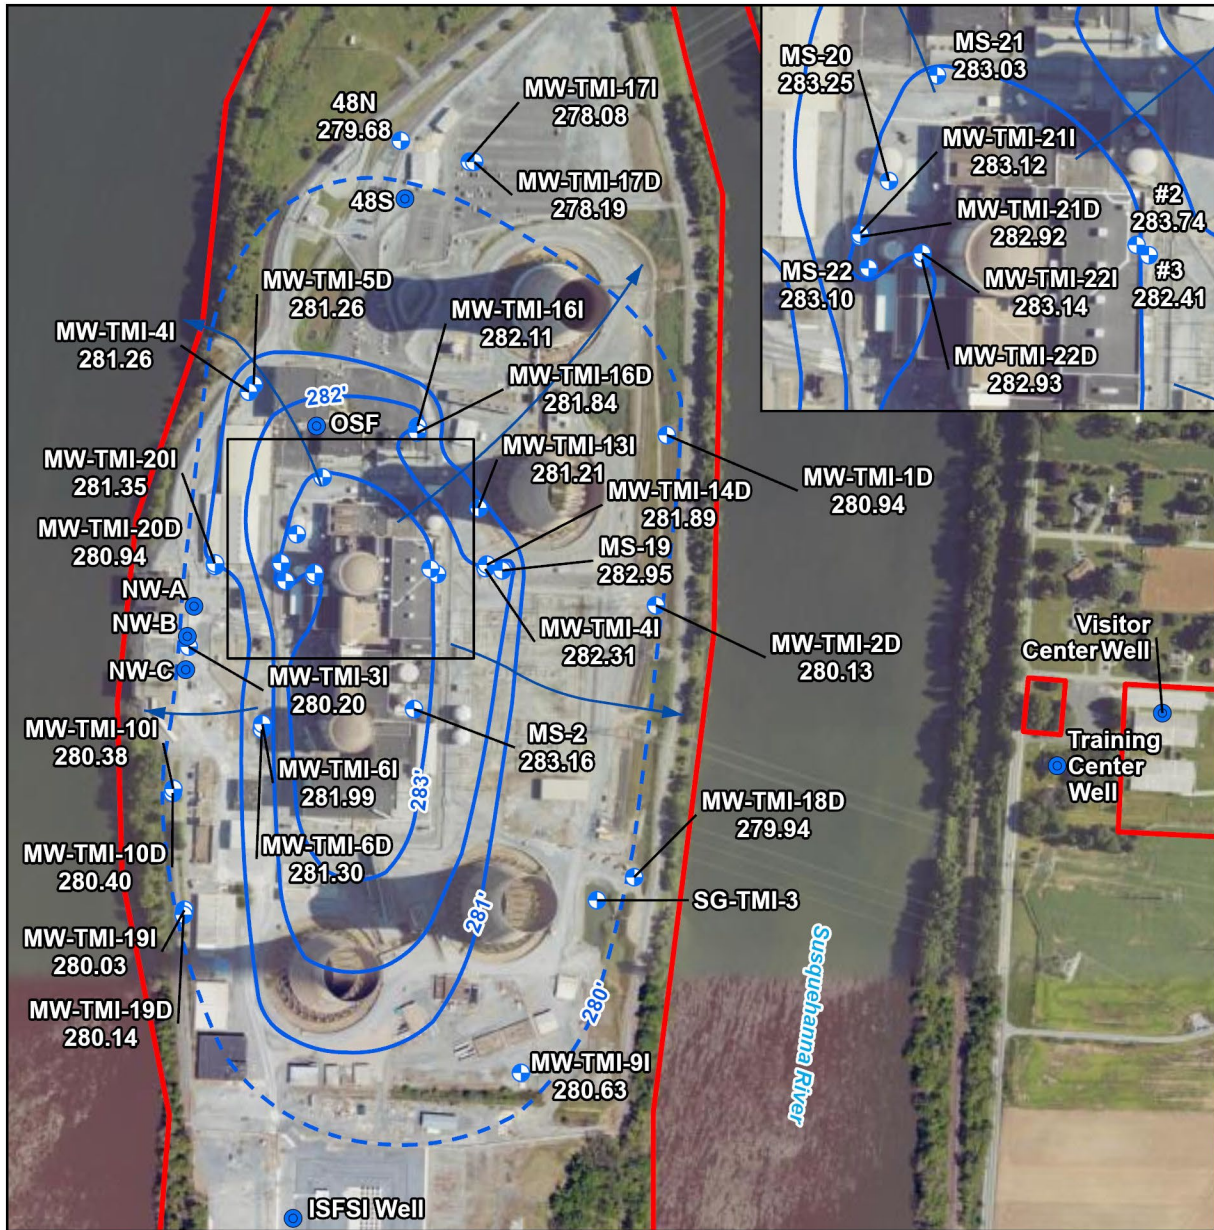 48N
279.68
MW-TMI-17I
278.08
MW-TMI-17D
278.19
48S
MW-TMI-5D
281.26
MW-TMI-4I
281.26
MW-TMI-16I
282.11
MW-TMI-16D
281.84
282'
OSF
MW-TMI-20I
281.35
MW-TMI-20D
280.94
MW-TMI-13I
281.21
MW-TMI-14D
281.89
MS-19
282.95
MW-TMI-1D
280.94
NW-A
NW-B
NW-C
MW-TMI-4I
282.31
MW-TMI-2D
280.13
MW-TMI-3I
280.20
MW-TMI-10I
280.38
MS-2
283.16
MW-TMI-6I
281.99
283'
MW-TMI-18D
279.94
MW-TMI-6D
281.30
MW-TMI-10D
280.40
SG-TMI-3
281'
MW-TMI-19I
280.03
MW-TMI-19D
280.14
280'
MW-TMI-9I
280.63
Susquehanna River
ISFSI Well
Visitor
Center Well
Training
Center
Well
MS-20
283.25
MS-21
283.03
MW-TMI-21I
283.12
MW-TMI-21D
282.92
MS-22
283.10
MW-TMI-22I
283.14
MW-TMI-22D
282.93
#2
283.74
#3
282.41